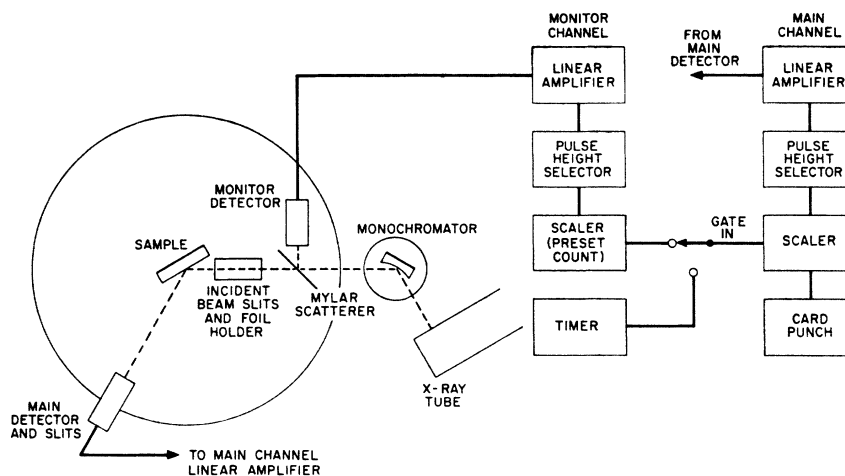 MONITOR
CHANNEL
MAIN
CHANNEL
FROM
MAIN
DETECTOR
LINEAR
AMPLIFIER
LINEAR
AMPLIFIER
PULSE
HEIGHT
SELECTOR
PULSE
HEIGHT
SELECTOR
MONITOR
DETECTOR
MONOCHROMATOR
SAMPLE
SCALER
(PRESET
COUNT)
GATE
IN
SCALER
INCIDENT
BEAM SLITS
AND FOIL
HOLDER
MYLAR
SCATTERER
TIMER
CARD
PUNCH
X-RAY
TUBE
MAIN
DETECTOR
AND SLITS
TO MAIN CHANNEL
LINEAR AMPLIFIER